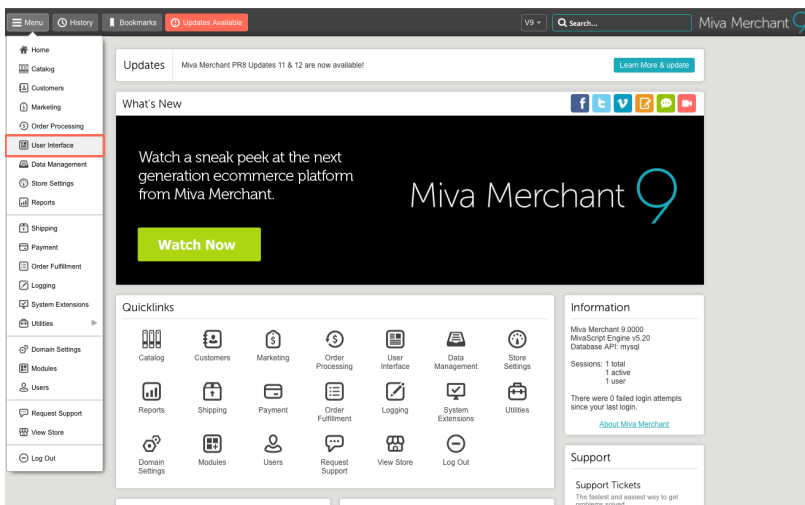 Menu
History
Bookmarks
Updates Available
V9
Search...
Miva Merchant 9
Home
Catalog
Customers
Marketing
Order Processing
User Interface
Data Management
Store Settings
Reports
Shipping
Payment
Order Fulfillment
Logging
System Extensions
Utilities
Domain Settings
Modules
Users
Request Support
View Store
Log Out
Updates
Miva Merchant PR8 Updates 11 & 12 are now available!
Learn More & update
What's New
Watch a sneak peek at the next
generation ecommerce platform
from Miva Merchant.
Watch Now
Miva Merchant 9
Quicklinks
Catalog
Customers
Marketing
Order
Processing
User
Interface
Data
Management
Store
Settings
Reports
Shipping
Payment
Order
Fulfillment
Logging
System
Extensions
Utilities
Domain
Settings
Modules
Users
Request
Support
View Store
Log Out
Information
Miva Merchant 9.0000
MivaScript Engine v5.20
Database API: mysql
Sessions: 1 total
1 active
1 user
There were 0 failed login attempts
since your last login.
About Miva Merchant
Support
Support Tickets
The fastest and easiest way to get
problems solved